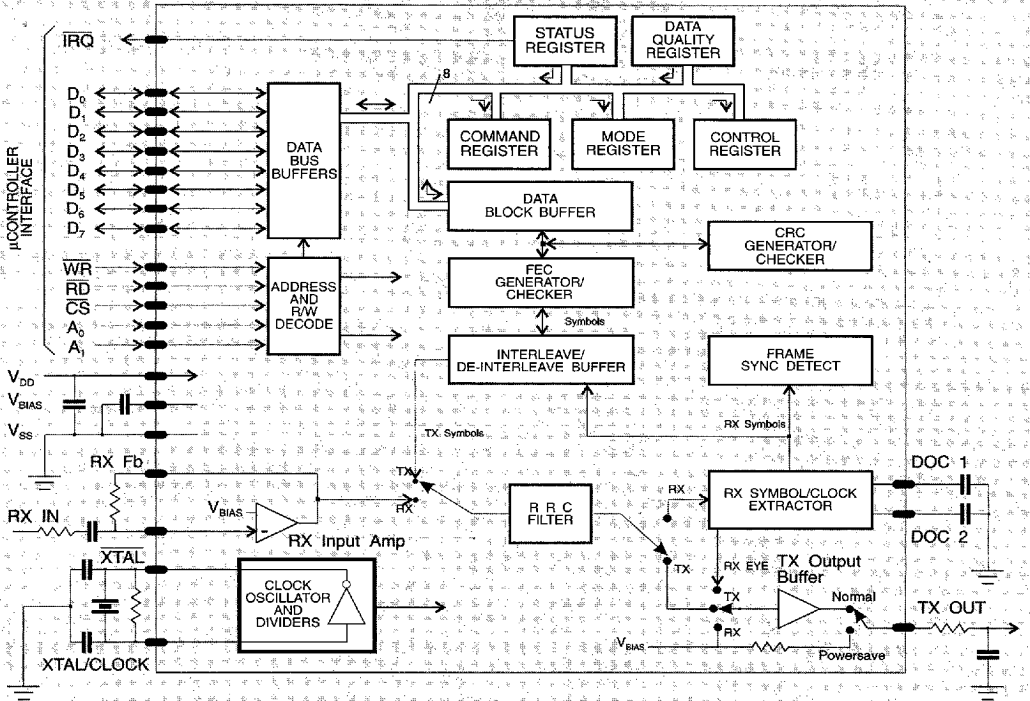 IRQ
STATUS
REGISTER
DATA
QUALITY
REGISTER
8
D0
D1
D2
D3
D4
D5
D6
D7
DATA
BUS
BUFFERS
COMMAND
REGISTER
MODE
REGISTER
CONTROL
REGISTER
µCONTROLLER
INTERFACE
DATA
BLOCK BUFFER
CRC
GENERATOR/
CHECKER
WR
RD
CS
A0
A1
ADDRESS
AND
R/W
DECODE
FEC
GENERATOR/
CHECKER
Symbols
INTERLEAVE/
DE-INTERLEAVE BUFFER
FRAME
SYNC DETECT
VDD
VBIAS
VSS
TX Symbols
RX Symbols
RX Fb
RX IN
VBIAS
-
RX Input Amp
TX
RX
R R C
FILTER
RX
TX
RX SYMBOL/CLOCK
EXTRACTOR
DOC 1
DOC 2
XTAL
XTAL/CLOCK
CLOCK
OSCILLATOR
AND
DIVIDERS
RX EYE
TX Output
Buffer
TX
RX
VBIAS
Normal
Powersave
TX OUT